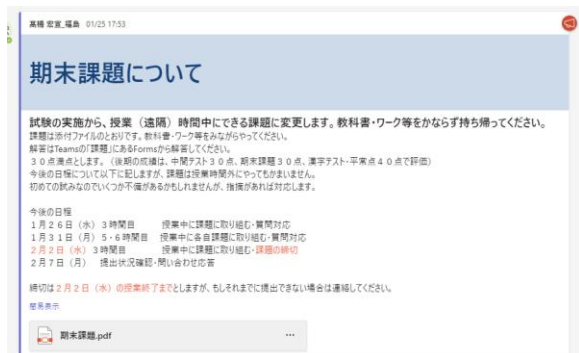 髙橋 宏宣_福島 01/25 17:53
期末課題について
試験の実施から、授業（遠隔）時間中にできる課題に変更します。教科書・ワーク等をかならず持ち帰ってください。
課題は添付ファイルのとおりです。教科書・ワーク等をみながらやってください。
解答はTeamsの「課題」にあるFormsから解答してください。
３０点満点とします。（後期の成績は、中間テスト３０点、期末課題３０点、漢字テスト・平常点４０点で評価）
今後の日程について以下に記しますが、課題は授業時間外にやってもかまいません。
初めての試みなのでいくつか不備があるかもしれませんが、指摘があれば対応します。
今後の日程
１月２６日（水）３時間目 授業中に課題に取り組む・質問対応
１月３１日（月）５・６時間目 授業中に各自課題に取り組む・質問対応
２月２日（水）３時間目 授業中に課題に取り組む・課題の締切
２月７日（月） 提出状況確認・問い合わせ応答
締切は２月２日（水）の授業終了までとしますが、もしそれまでに提出できない場合は連絡してください。
簡易表示
期末課題.pdf